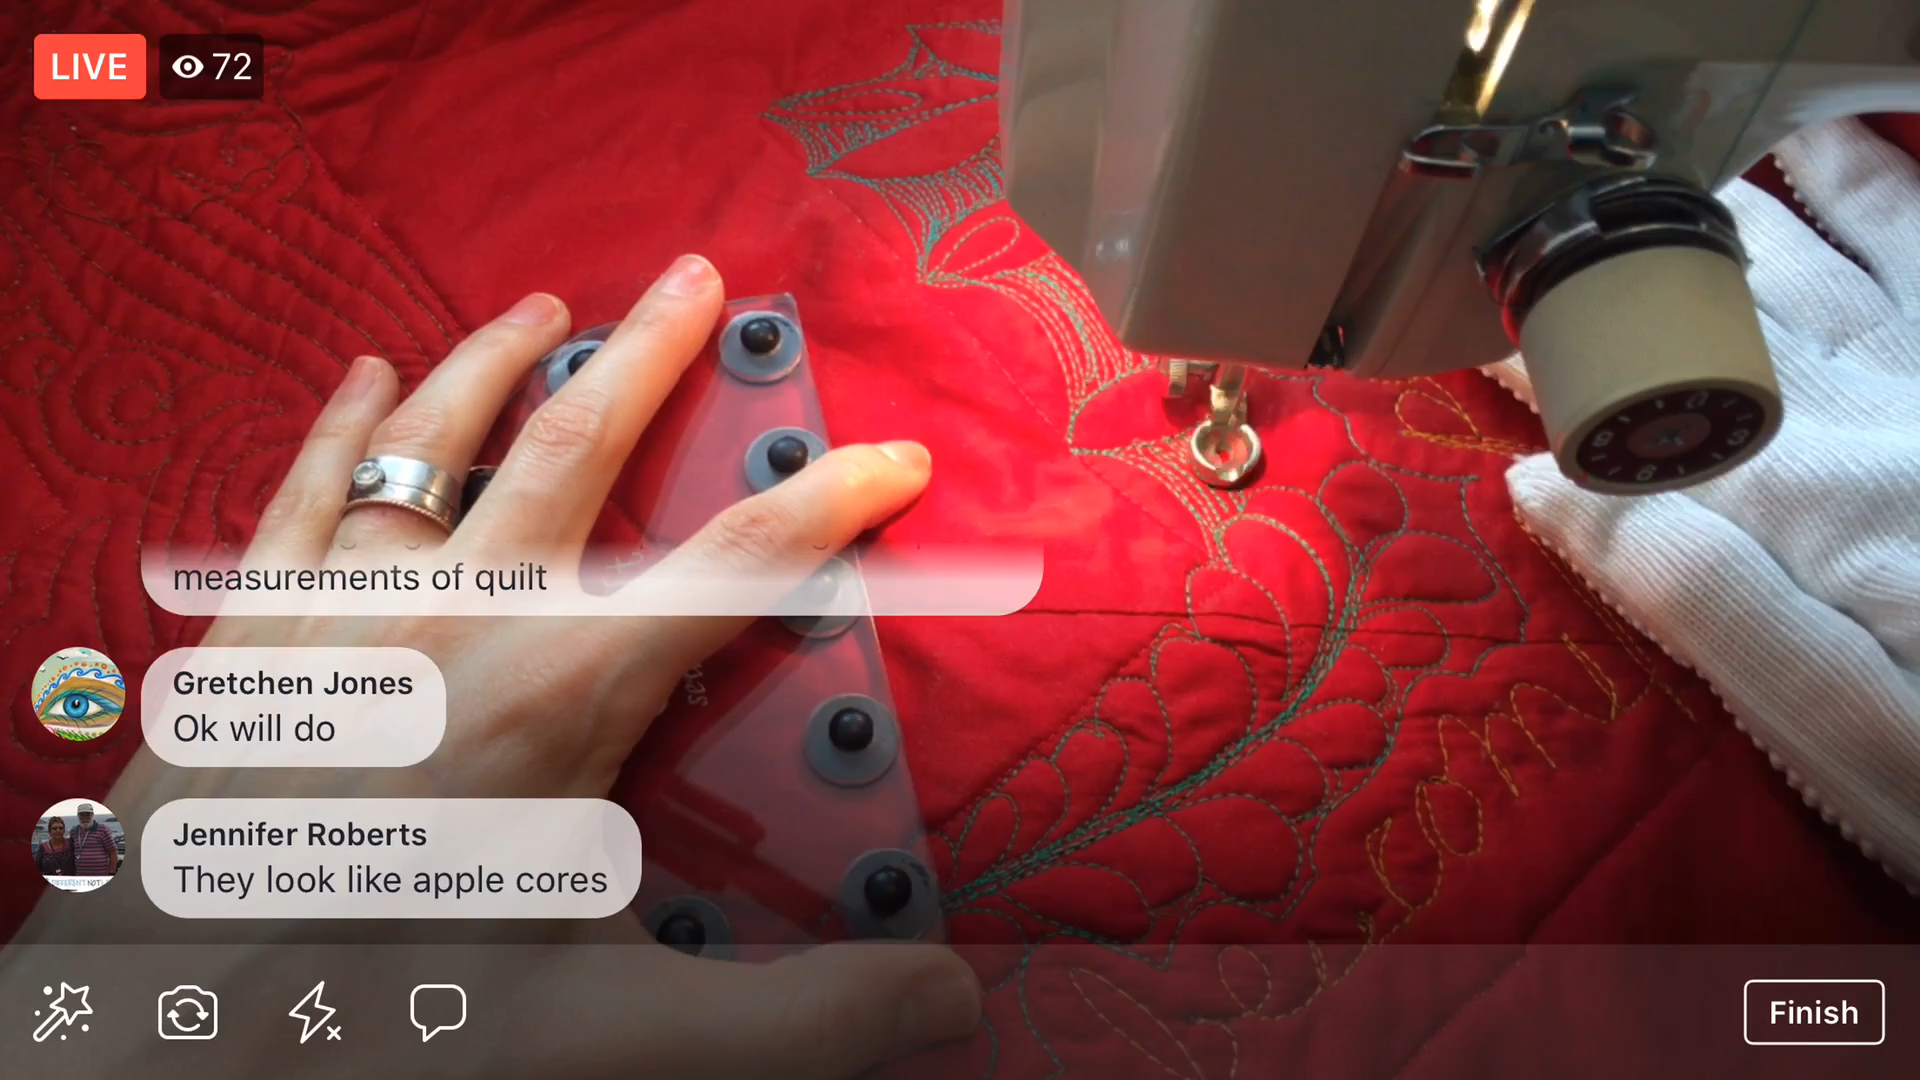 LIVE 72
measurements of quilt
Gretchen Jones
Ok will do
Jennifer Roberts
They look like apple cores
Finish